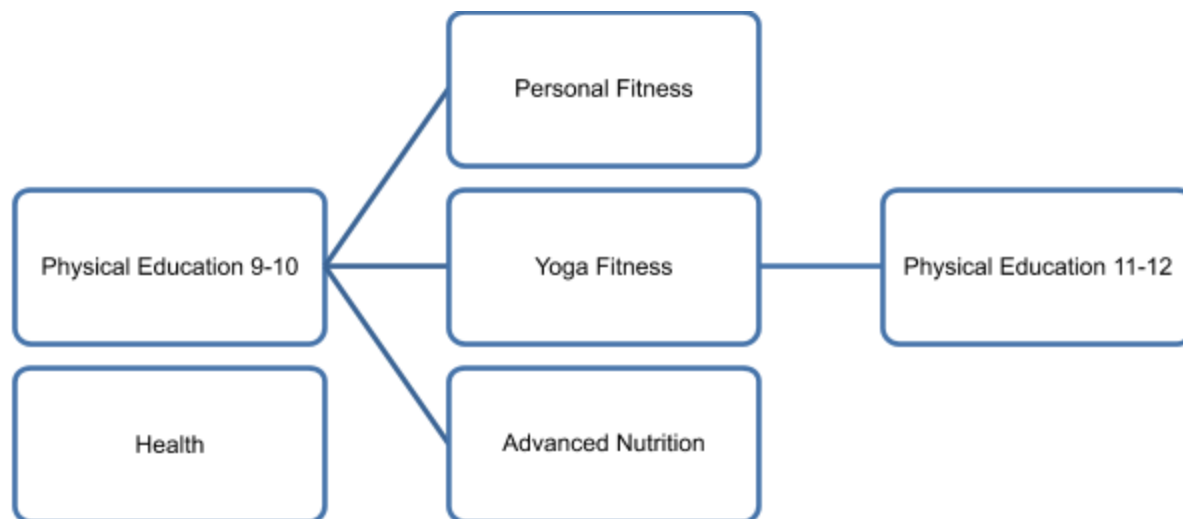 Personal Fitness
Physical Education 9-10
Yoga Fitness
Physical Education 11-12
Health
Advanced Nutrition